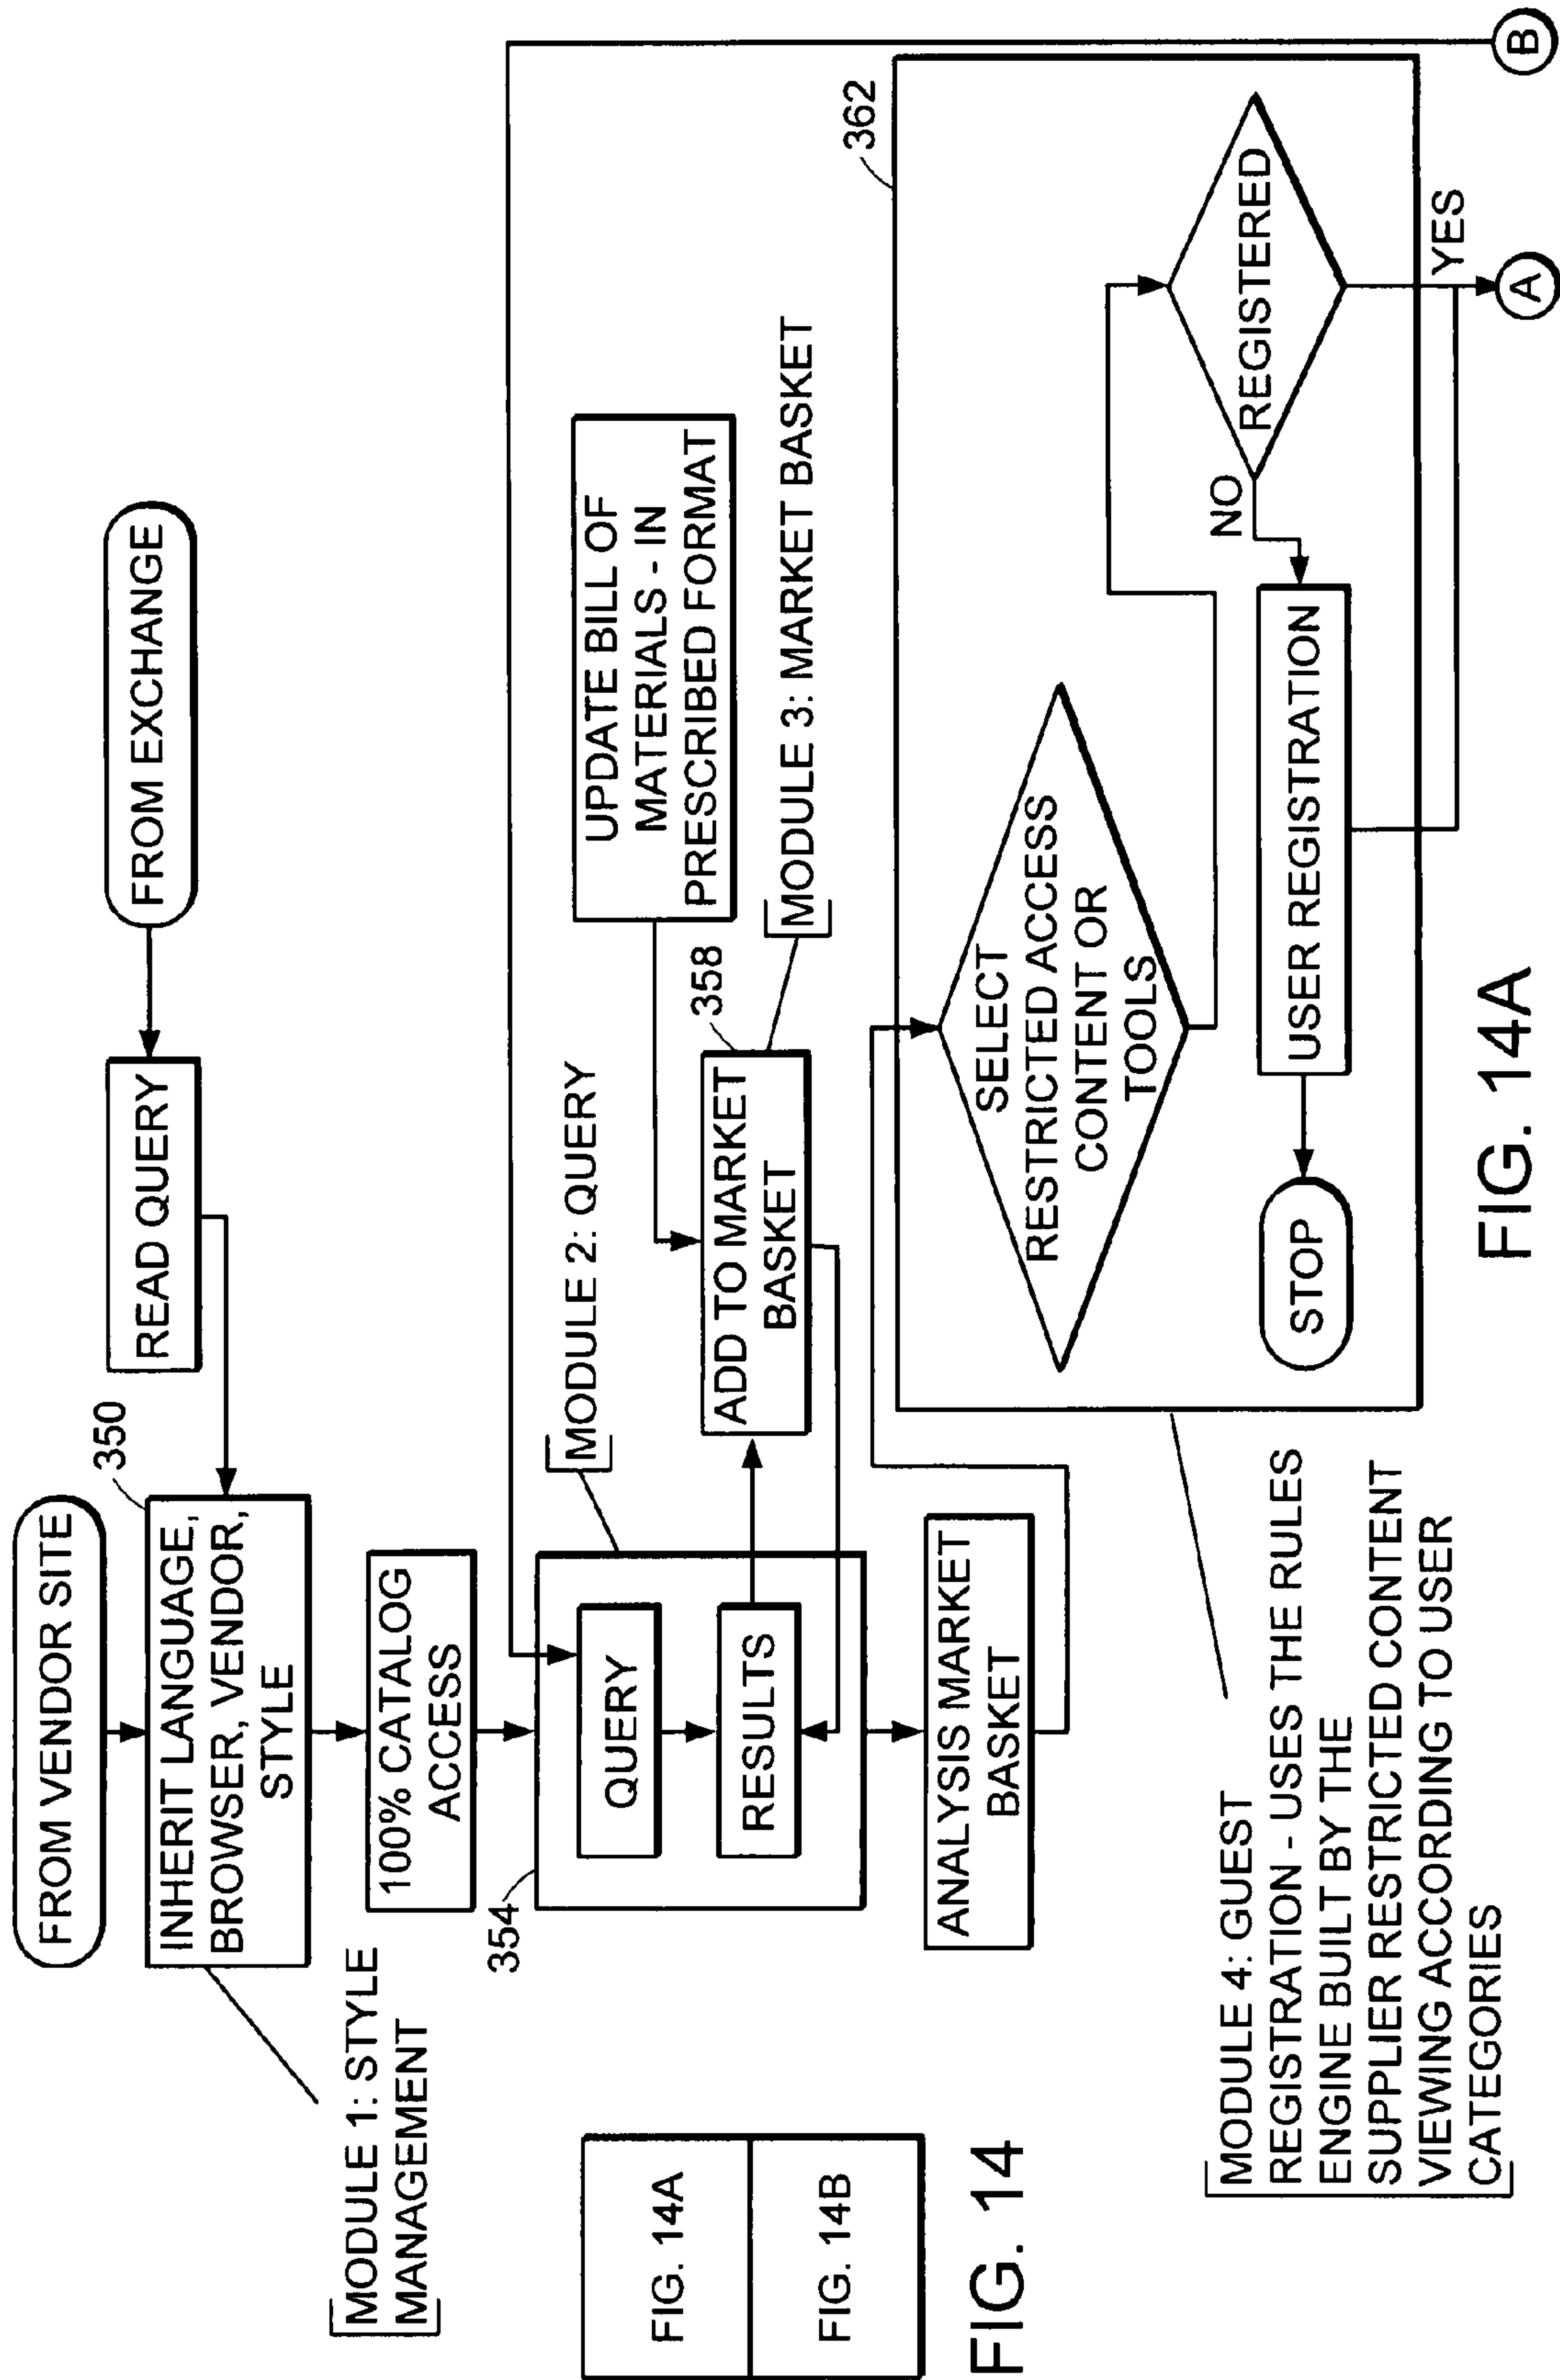 FROM VENDOR SITE
FROM EXCHANGE
READ QUERY
350
INHERIT LANGUAGE,
BROWSER, VENDOR,
STYLE
MODULE 1: STYLE
MANAGEMENT
100% CATALOG
ACCESS
354
QUERY
RESULTS
MODULE 2: QUERY
UPDATE BILL OF
MATERIALS - IN
PRESCRIBED FORMAT
358
ADD TO MARKET
BASKET
MODULE 3: MARKET BASKET
ANALYSIS MARKET
BASKET
362
SELECT
RESTRICTED ACCESS
CONTENT OR
TOOLS
REGISTERED
NO
YES
USER REGISTRATION
STOP
A
B
MODULE 4: GUEST
REGISTRATION - USES THE RULES
ENGINE BUILT BY THE
SUPPLIER RESTRICTED CONTENT
VIEWING ACCORDING TO USER
CATEGORIES
FIG. 14A
FIG. 14B
FIG. 14
FIG. 14A